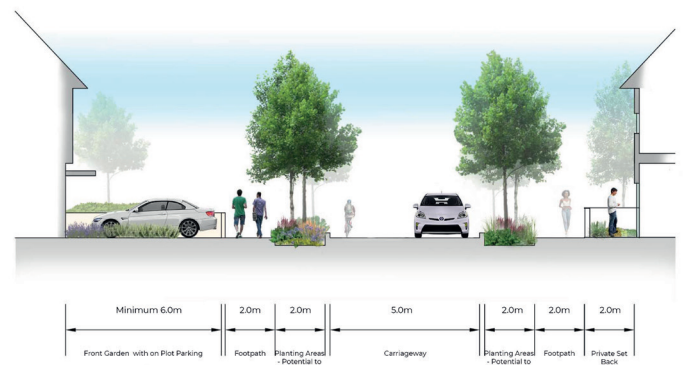 Minimum 6.0m
2.0m
2.0m
5.0m
2.0m
2.0m
2.0m
Front Garden with on Plot Parking
Footpath
Planting Areas
- Potential to
Carriageway
Planting Areas
- Potential to
Footpath
Private Set
Back